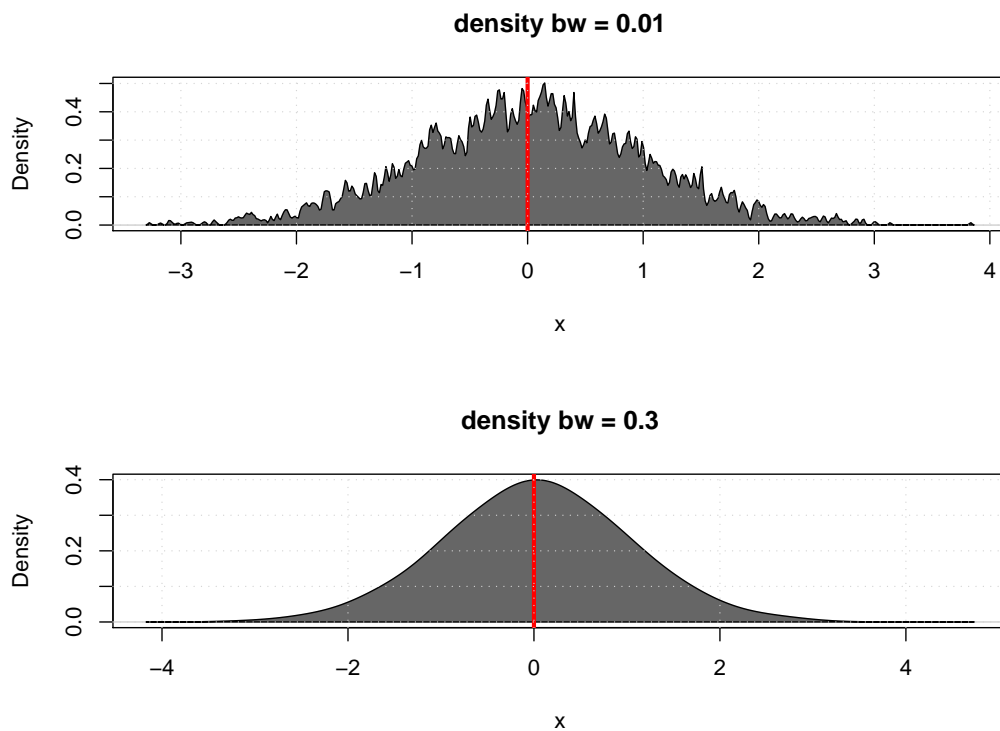 density bw = 0.01
Density
0.0 0.2 0.4
−3 −2 −1 0 1 2 3 4
x
density bw = 0.3
Density
0.0 0.2 0.4
−4 −2 0 2 4
x